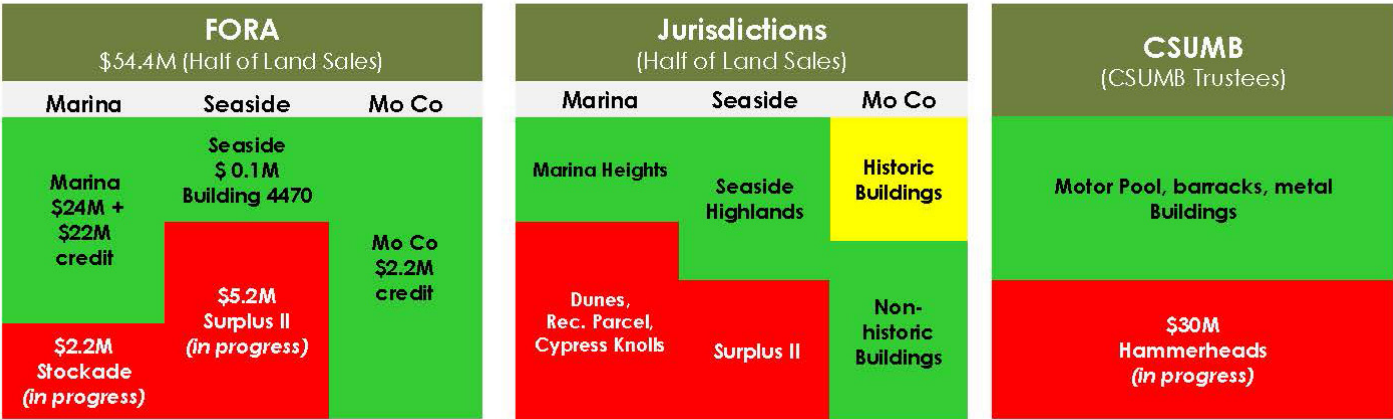 FORA
$54.4M (Half of Land Sales)
Marina
Seaside
Mo Co
Marina
$24M +
$22M
credit
$2.2M
Stockade
(in progress)
Seaside
$ 0.1M
Building 4470
$5.2M
Surplus II
(in progress)
Mo Co
$2.2M
credit
Jurisdictions
(Half of Land Sales)
Marina
Seaside
Mo Co
Marina Heights
Dunes,
Rec. Parcel,
Cypress Knolls
Seaside
Highlands
Surplus II
Historic
Buildings
Non-
historic
Buildings
CSUMB
(CSUMB Trustees)
Motor Pool, barracks, metal
Buildings
$30M
Hammerheads
(in progress)